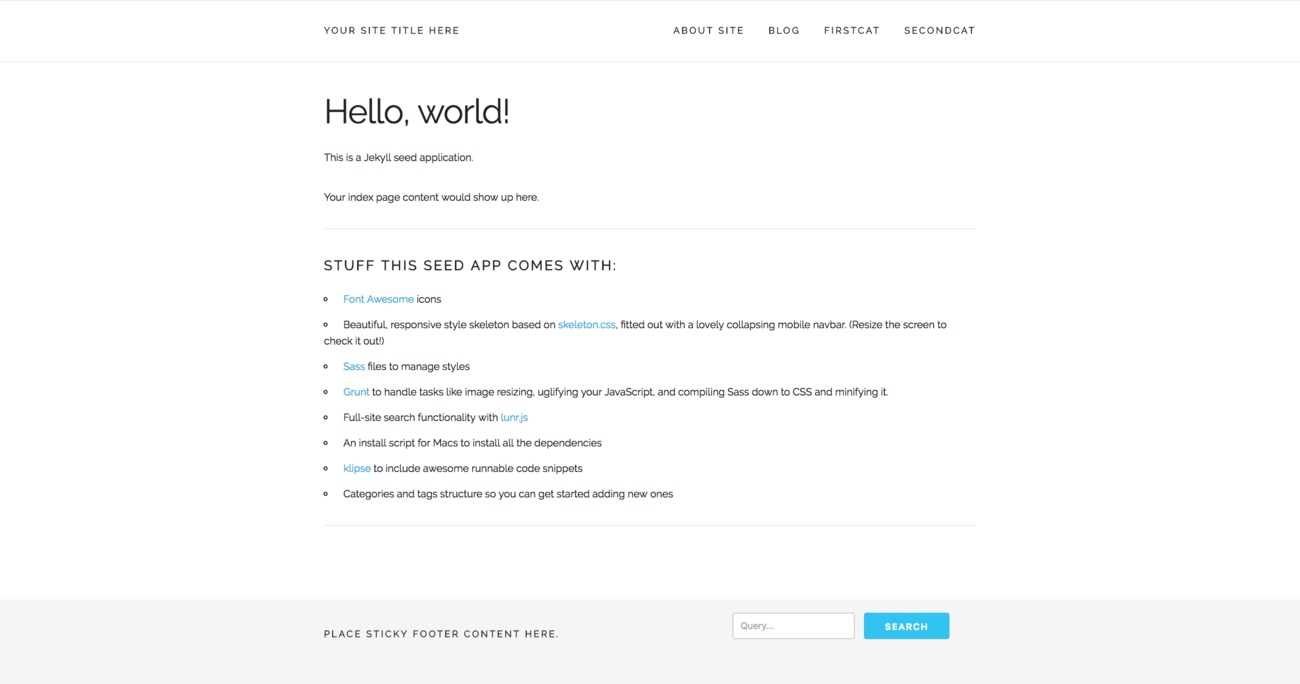 YOUR SITE TITLE HERE
ABOUT SITE BLOG FIRSTCAT SECONDCAT
Hello, world!
This is a Jekyll seed application.
Your index page content would show up here.
STUFF THIS SEED APP COMES WITH:
Font Awesome icons
Beautiful, responsive style skeleton based on skeleton.css, fitted out with a lovely collapsing mobile navbar. (Resize the screen to
check it out!)
Sass files to manage styles
Grunt to handle tasks like image resizing, uglifying your JavaScript, and compiling Sass down to CSS and minifying it.
Full-site search functionality with lunr.js
An install script for Macs to install all the dependencies
klipse to include awesome runnable code snippets
Categories and tags structure so you can get started adding new ones
PLACE STICKY FOOTER CONTENT HERE.
Query...
SEARCH